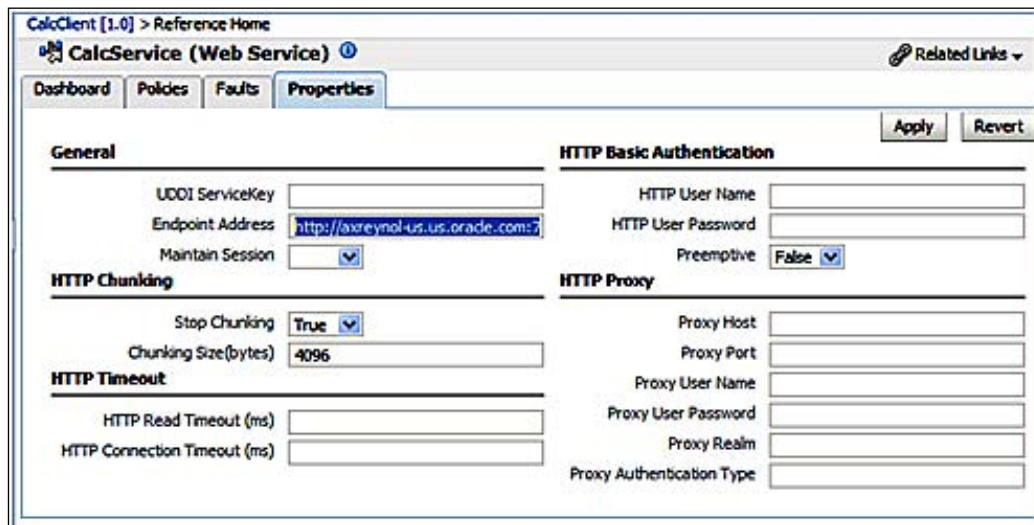 CalcClient [1.0] > Reference Home
CalcService (Web Service)
Related Links
Dashboard Policies Faults Properties
Apply Revert
General
UDDI ServiceKey
Endpoint Address http://axreynol-us.us.oracle.com:7
Maintain Session
HTTP Chunking
Stop Chunking True
Chunking Size(bytes) 4096
HTTP Timeout
HTTP Read Timeout (ms)
HTTP Connection Timeout (ms)
HTTP Basic Authentication
HTTP User Name
HTTP User Password
Preemptive False
HTTP Proxy
Proxy Host
Proxy Port
Proxy User Name
Proxy User Password
Proxy Realm
Proxy Authentication Type